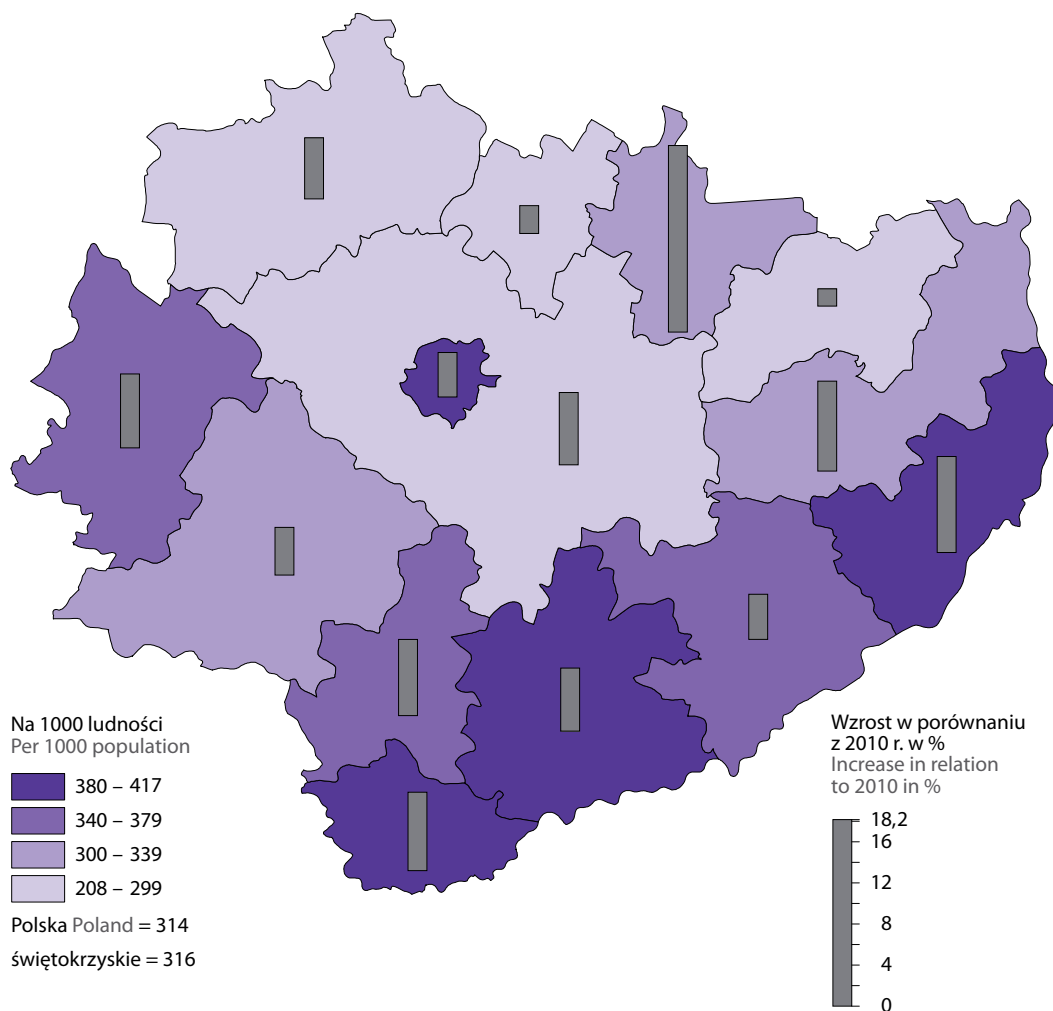 Na 1000 ludności
Per 1000 population
380 – 417
340 – 379
300 – 339
208 – 299
Polska Poland = 314
świętokrzyskie = 316
Wzrost w porównaniu
z 2010 r. w %
Increase in relation
to 2010 in %
18,2
16
12
8
4
0